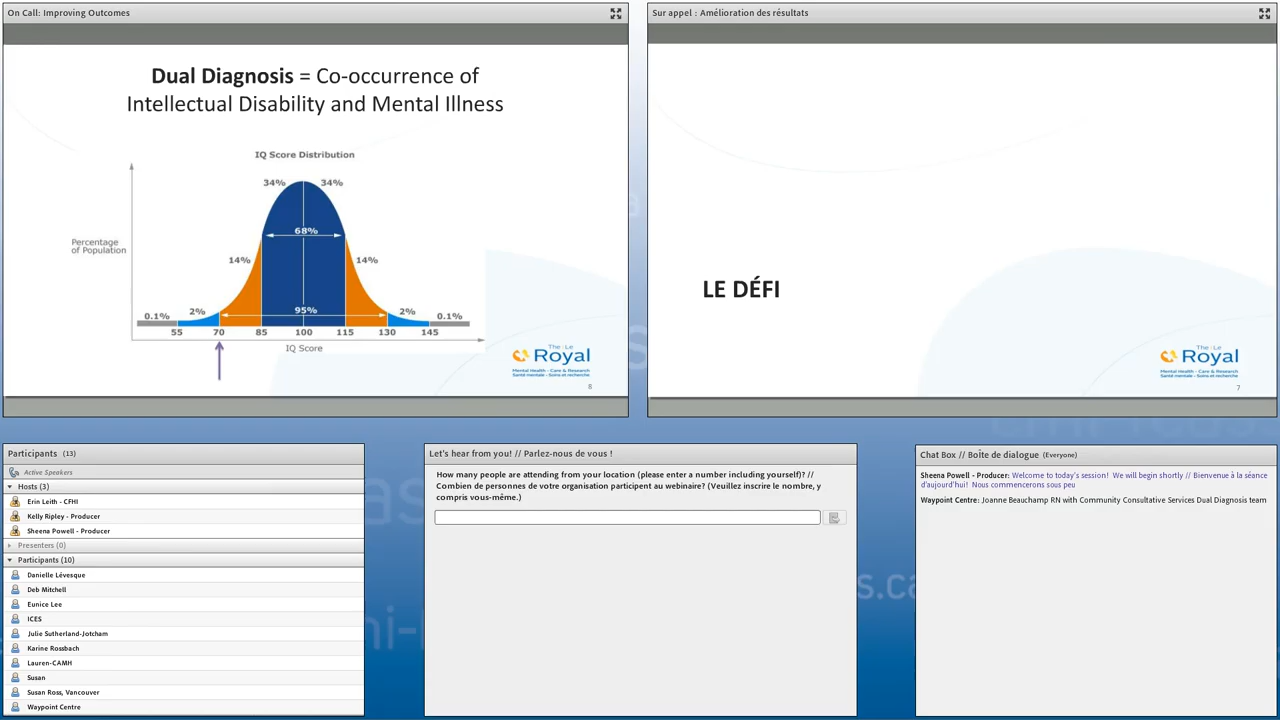 On Call: Improving Outcomes
Dual Diagnosis = Co-occurrence of
Intellectual Disability and Mental Illness
IQ Score Distribution
34% 34%
68%
Percentage
of Population
14% 14%
0.1% 2% 95% 2% 0.1%
55 70 85 100 115 130 145
IQ Score
The · Le
Royal
Mental Health - Care & Research
Santé mentale - Soins et recherche
8
Sur appel : Amélioration des résultats
LE DÉFI
The · Le
Royal
Mental Health - Care & Research
Santé mentale - Soins et recherche
7
Participants (13)
Active Speakers
Hosts (3)
Erin Leith - CFHI
Kelly Ripley - Producer
Sheena Powell - Producer
Presenters (0)
Participants (10)
Danielle Lévesque
Deb Mitchell
Eunice Lee
ICES
Julie Sutherland-Jotcham
Karine Rossbach
Lauren-CAMH
Susan
Susan Ross, Vancouver
Waypoint Centre
Let's hear from you! // Parlez-nous de vous !
How many people are attending from your location (please enter a number including yourself)? //
Combien de personnes de votre organisation participent au webinaire? (Veuillez inscrire le nombre, y
compris vous-même.)
Chat Box // Boîte de dialogue (Everyone)
Sheena Powell - Producer: Welcome to today's session! We will begin shortly // Bienvenue à la séance
d'aujourd'hui! Nous commencerons sous peu
Waypoint Centre: Joanne Beauchamp RN with Community Consultative Services Dual Diagnosis team